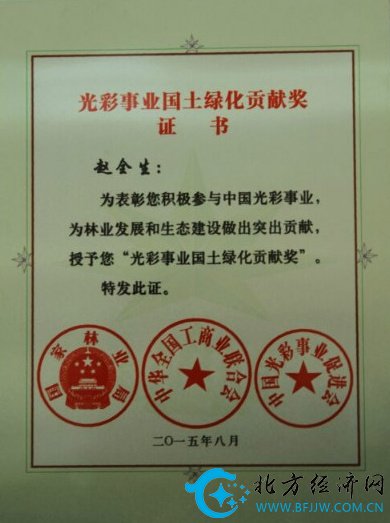 光彩事业国土绿化贡献奖
证 书
赵全生：
为表彰您积极参与中国光彩事业，
为林业发展和生态建设做出突出贡献，
授予您“光彩事业国土绿化贡献奖”。
特发此证。
国家林业局
中华全国工商业联合会
中国光彩事业促进会
二〇一五年八月
北方经济网
WWW.BFJJW.COM.CN